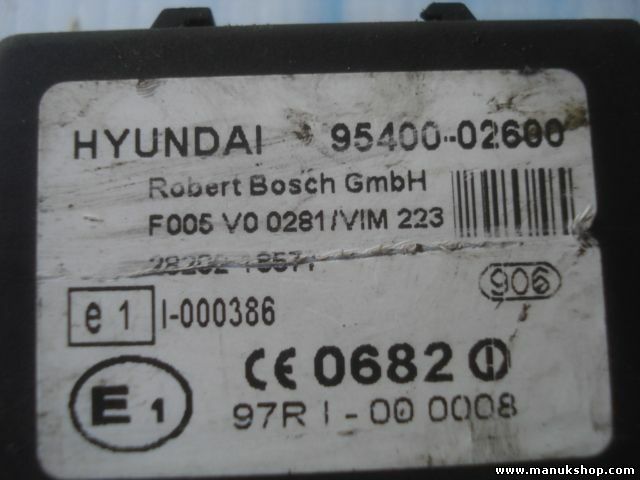 HYUNDAI 95400-02600
Robert Bosch GmbH
F005 V0 0281/VIM 223
906
e 1 I-000386
CE 0682
E 1 97R I-00 0008
www.manukshop.com